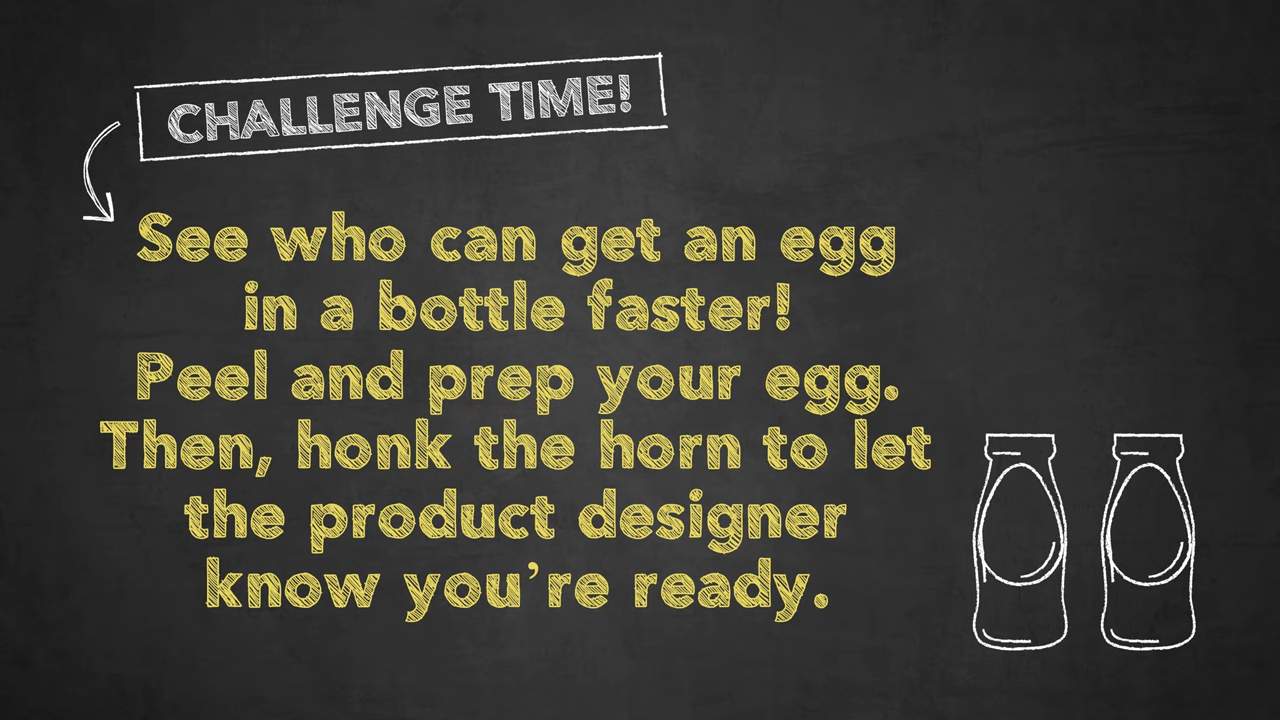 CHALLENGE TIME!
See who can get an egg
in a bottle faster!
Peel and prep your egg.
Then, honk the horn to let
the product designer
know you’re ready.